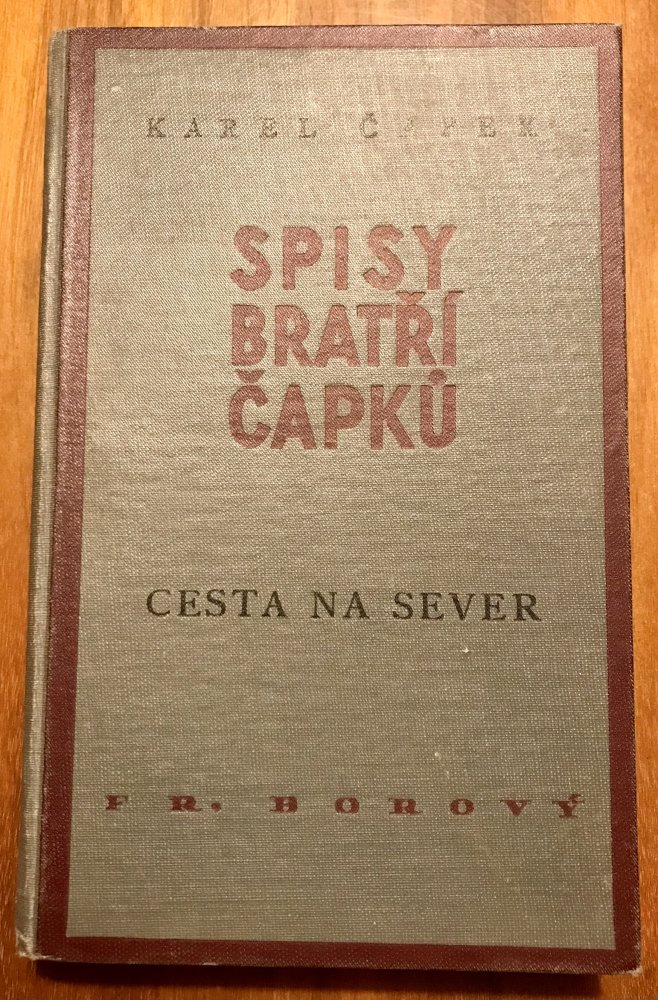 KAREL ČAPEK
SPISY
BRATŘÍ
ČAPKŮ
CESTA NA SEVER
FR. BOROVÝ